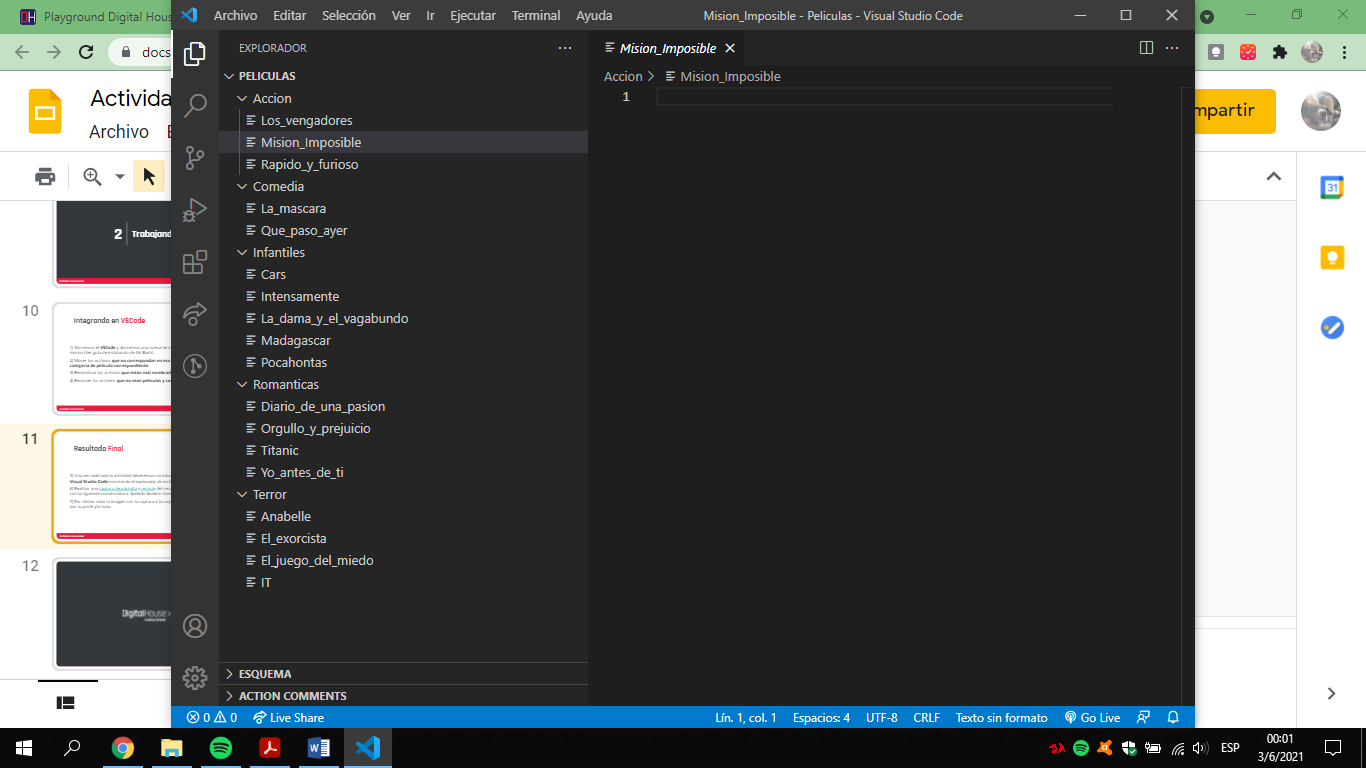 Playground Digital Hous
Archivo Editar Selección Ver Ir Ejecutar Terminal Ayuda
Mision_Imposible - Peliculas - Visual Studio Code
docs
Activida
Archivo
mpartir
EXPLORADOR
PELICULAS
Accion
Los_vengadores
Mision_Imposible
Rapido_y_furioso
Comedia
La_mascara
Que_paso_ayer
Infantiles
Cars
Intensamente
La_dama_y_el_vagabundo
Madagascar
Pocahontas
Romanticas
Diario_de_una_pasion
Orgullo_y_prejuicio
Titanic
Yo_antes_de_ti
Terror
Anabelle
El_exorcista
El_juego_del_miedo
IT
ESQUEMA
ACTION COMMENTS
Mision_Imposible
Accion > Mision_Imposible
1
2 Trabajand
10
Integrando en VSCode
11
Resultado Final
12
DigitalHouse>
31
0 0 Live Share
Lín. 1, col. 1 Espacios: 4 UTF-8 CRLF Texto sin formato Go Live
ESP
00:01
3/6/2021